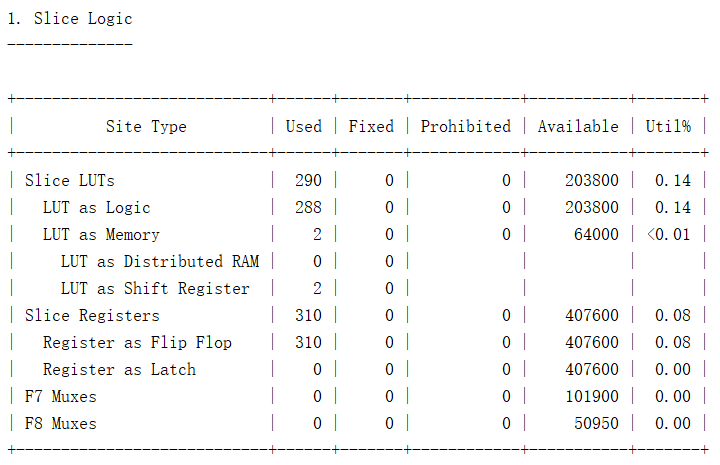 1. Slice Logic
--------------
+----------------------------+------+-------+------------+-----------+-------+
|          Site Type         | Used | Fixed | Prohibited | Available | Util% |
+----------------------------+------+-------+------------+-----------+-------+
| Slice LUTs                 |  290 |     0 |          0 |    203800 |  0.14 |
|   LUT as Logic             |  288 |     0 |          0 |    203800 |  0.14 |
|   LUT as Memory            |    2 |     0 |          0 |     64000 | <0.01 |
|     LUT as Distributed RAM |    0 |     0 |            |           |       |
|     LUT as Shift Register  |    2 |     0 |            |           |       |
| Slice Registers            |  310 |     0 |          0 |    407600 |  0.08 |
|   Register as Flip Flop    |  310 |     0 |          0 |    407600 |  0.08 |
|   Register as Latch        |    0 |     0 |          0 |    407600 |  0.00 |
| F7 Muxes                   |    0 |     0 |          0 |    101900 |  0.00 |
| F8 Muxes                   |    0 |     0 |          0 |     50950 |  0.00 |
+----------------------------+------+-------+------------+-----------+-------+